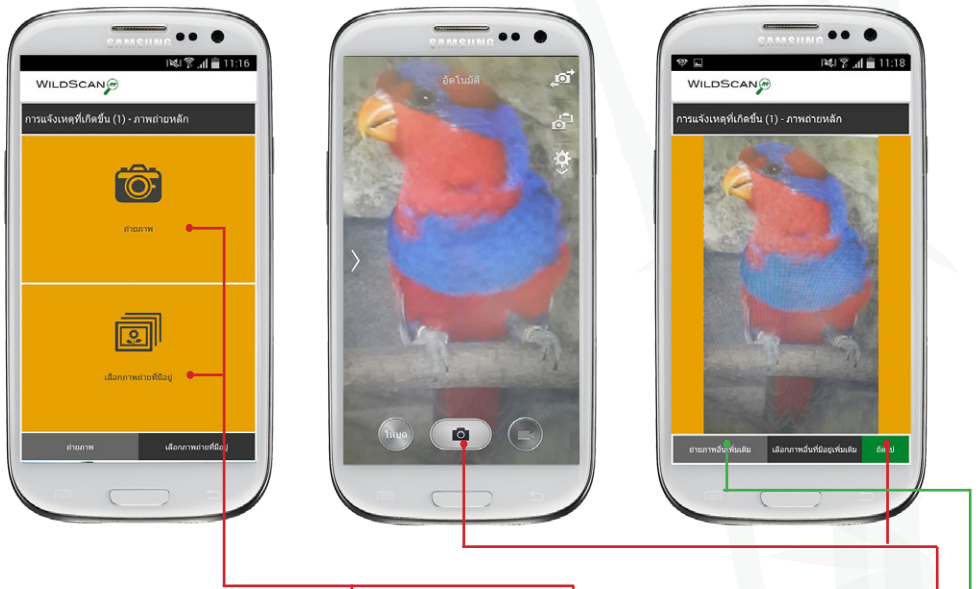 SAMSUNG
11:16
WILDSCAN
การแจ้งเหตุที่เกิดขึ้น (1) - ภาพถ่ายหลัก
ถ่ายภาพ
เลือกภาพถ่ายที่มีอยู่
ถ่ายภาพ เลือกภาพถ่ายที่มีอยู่
SAMSUNG
อัตโนมัติ
โหมด
SAMSUNG
11:18
WILDSCAN
การแจ้งเหตุที่เกิดขึ้น (1) - ภาพถ่ายหลัก
ถ่ายภาพอื่นเพิ่มเติม เลือกภาพอื่นที่มีอยู่เพิ่มเติม ถัดไป